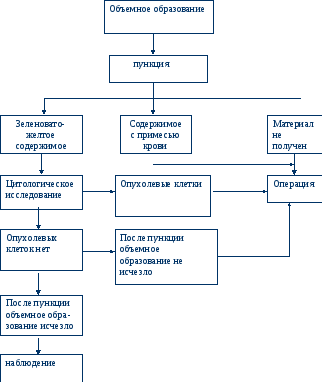 Объемное образование
пункция
Зеленовато-
желтое
содержимое
Содержимое
с примесью
крови
Материал
не
получен
Цитологическое
исследование
Опухолевые клетки
Операция
Опухолевых
клеток нет
После пункции
объемное
образование не
исчезло
После пункции
объемное обра-
зование исчезло
наблюдение